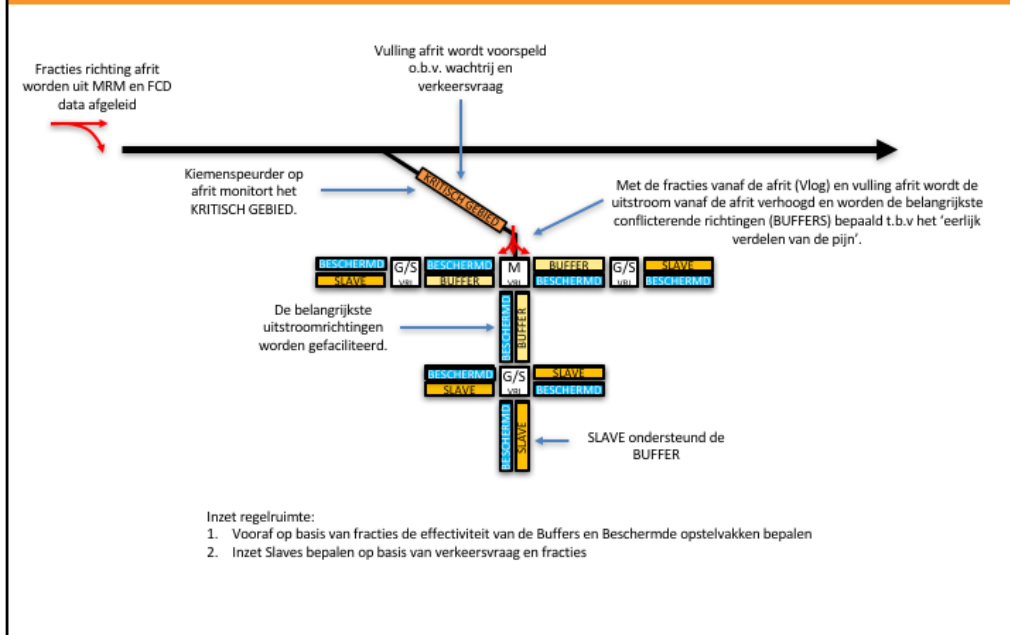 Vulling afrit wordt voorspeld
o.b.v. wachtrij en
verkeersvraag
Fracties richting afrit
worden uit MRM en FCD
data afgeleid
Kiemenspeurder op
afrit monitort het
KRITISCH GEBIED.
KRITISCH GEBIED
Met de fracties vanaf de afrit (Vlog) en vulling afrit wordt de
uitstroom vanaf de afrit verhoogd en worden de belangrijkste
conflicterende richtingen (BUFFERS) bepaald t.b.v het ‘eerlijk
verdelen van de pijn’.
BESCHERMD
SLAVE
G/S
VRI
BESCHERMD
BUFFER
M
VRI
BUFFER
BESCHERMD
G/S
VRI
SLAVE
BESCHERMD
De belangrijkste
uitstroomrichtingen
worden gefaciliteerd.
BESCHERMD
BUFFER
BESCHERMD
SLAVE
G/S
VRI
SLAVE
BESCHERMD
BESCHERMD
SLAVE
SLAVE ondersteund de
BUFFER
Inzet regelruimte:
1. Vooraf op basis van fracties de effectiviteit van de Buffers en Beschermde opstelvakken bepalen
2. Inzet Slaves bepalen op basis van verkeersvraag en fracties